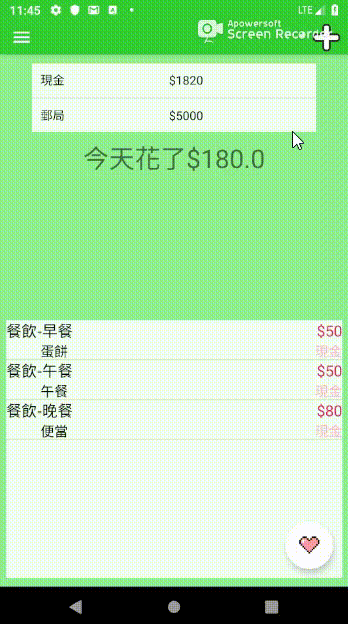 11:45
LTE
Apowersoft
Screen Recorder
現金 $1820
郵局 $5000
今天花了$180.0
餐飲-早餐 $50
蛋餅 現金
餐飲-午餐 $50
午餐 現金
餐飲-晚餐 $80
便當 現金